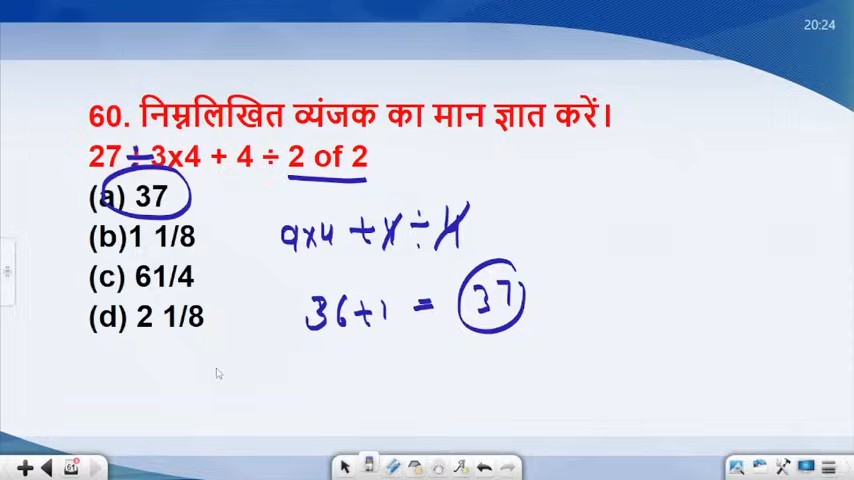 20:24
60. निम्नलिखित व्यंजक का मान ज्ञात करें।
27 ÷ 3x4 + 4 ÷ 2 of 2
(a) 37
(b)1 1/8
(c) 61/4
(d) 2 1/8
9x4 + 4 ÷ 4
36+1 = 37